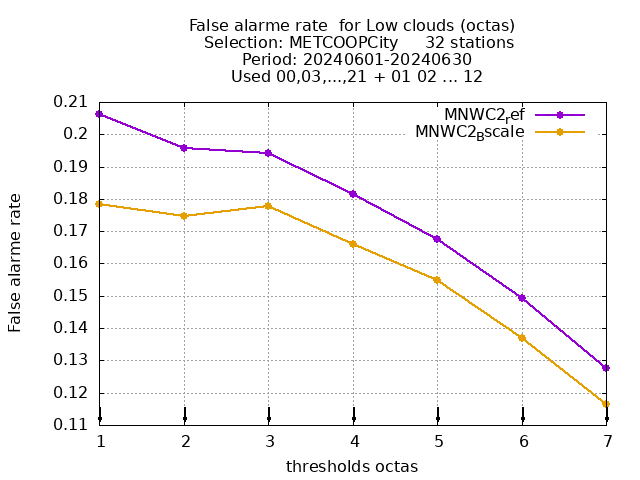 False alarme rate  for Low clouds (octas)
Selection: METCOOPCity     32 stations
Period: 20240601-20240630
Used 00,03,...,21 + 01 02 ... 12
MNWC2ref
MNWC2Bscale
0.21
0.2
0.19
0.18
0.17
0.16
0.15
0.14
0.13
0.12
0.11
False alarme rate
1 2 3 4 5 6 7
thresholds octas